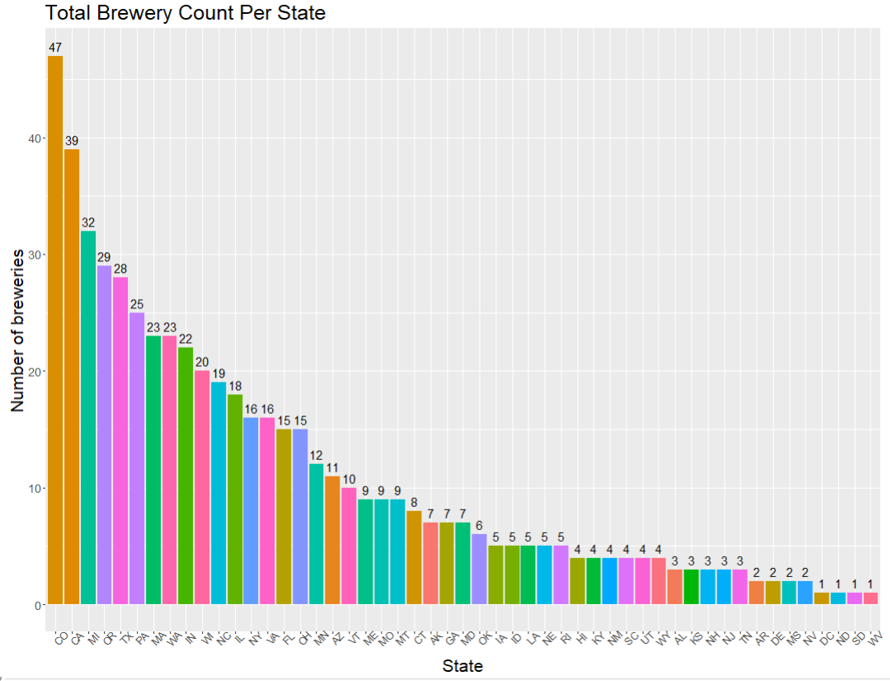 Total Brewery Count Per State
47
39
32
29
28
25
23 23
22
20
19
18
16 16
15 15
12
11
10
9 9 9
8
7 7 7
6
5 5 5 5 5
4 4 4 4 4 4
3 3 3 3 3
2 2 2 2
1 1 1 1
40
30
20
10
0
Number of breweries
CO CA MI OR TX PA MA WA IN WI NC IL NY VA FL OH MN AZ VT ME MO MT CT AK GA MD OK IA ID LA NE RI HI KY NM SC UT WY AL KS NH NJ TN AR DE MS NV DC ND SD WV
State